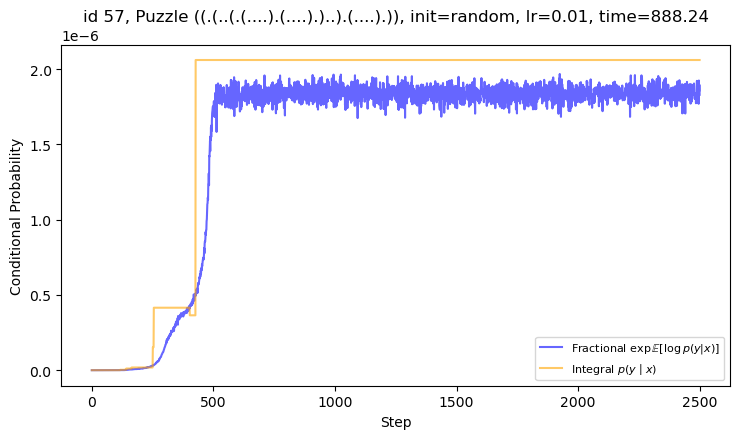 id 57, Puzzle ((.(..(.(....).(....).)..).(....).)), init=random, lr=0.01, time=888.24
1e−6
2.0
1.5
1.0
0.5
0.0
Conditional Probability
0
500
1000
1500
2000
2500
Step
Fractional exp 𝔼[log p(y|x)]
Integral p(y | x)